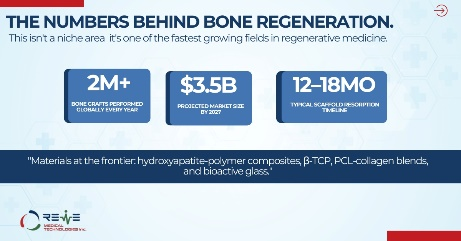 THE NUMBERS BEHIND BONE REGENERATION.
This isn't a niche area it's one of the fastest growing fields in regenerative medicine.
2M+
BONE GRAFTS PERFORMED
GLOBALLY EVERY YEAR
$3.5B
PROJECTED MARKET SIZE
BY 2027
12–18MO
TYPICAL SCAFFOLD RESORPTION
TIMELINE
"Materials at the frontier: hydroxyapatite-polymer composites, β-TCP, PCL-collagen blends,
and bioactive glass."
MEDICAL
TECHNOLOGIES Inc.